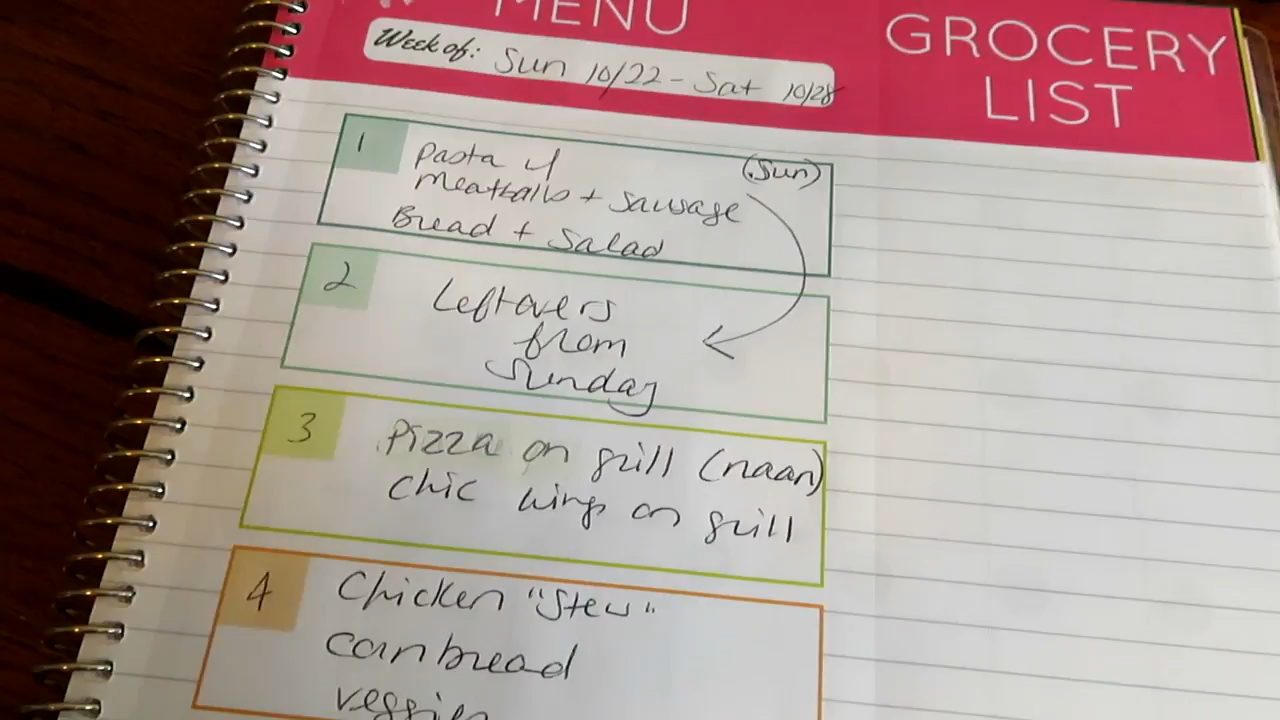 MENU
Week of: Sun 10/22 - Sat 10/28
GROCERY
LIST
1
Pasta w/
(Sun)
Meatballs + Sausage
Bread + Salad
2
Leftovers
from
Sunday
3
Pizza on grill (naan)
Chic wings on grill
4
Chicken "Stew"
cornbread
veggies